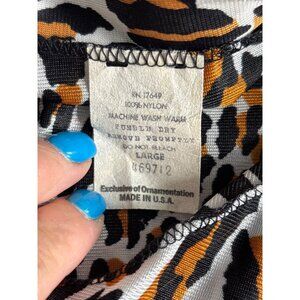 RN 17649
100% NYLON
MACHINE WASH WARM
TUMBLE DRY
REMOVE PROMPTLY
DO NOT BLEACH
LARGE
469712
Exclusive of Ornamentation
MADE IN U.S.A.